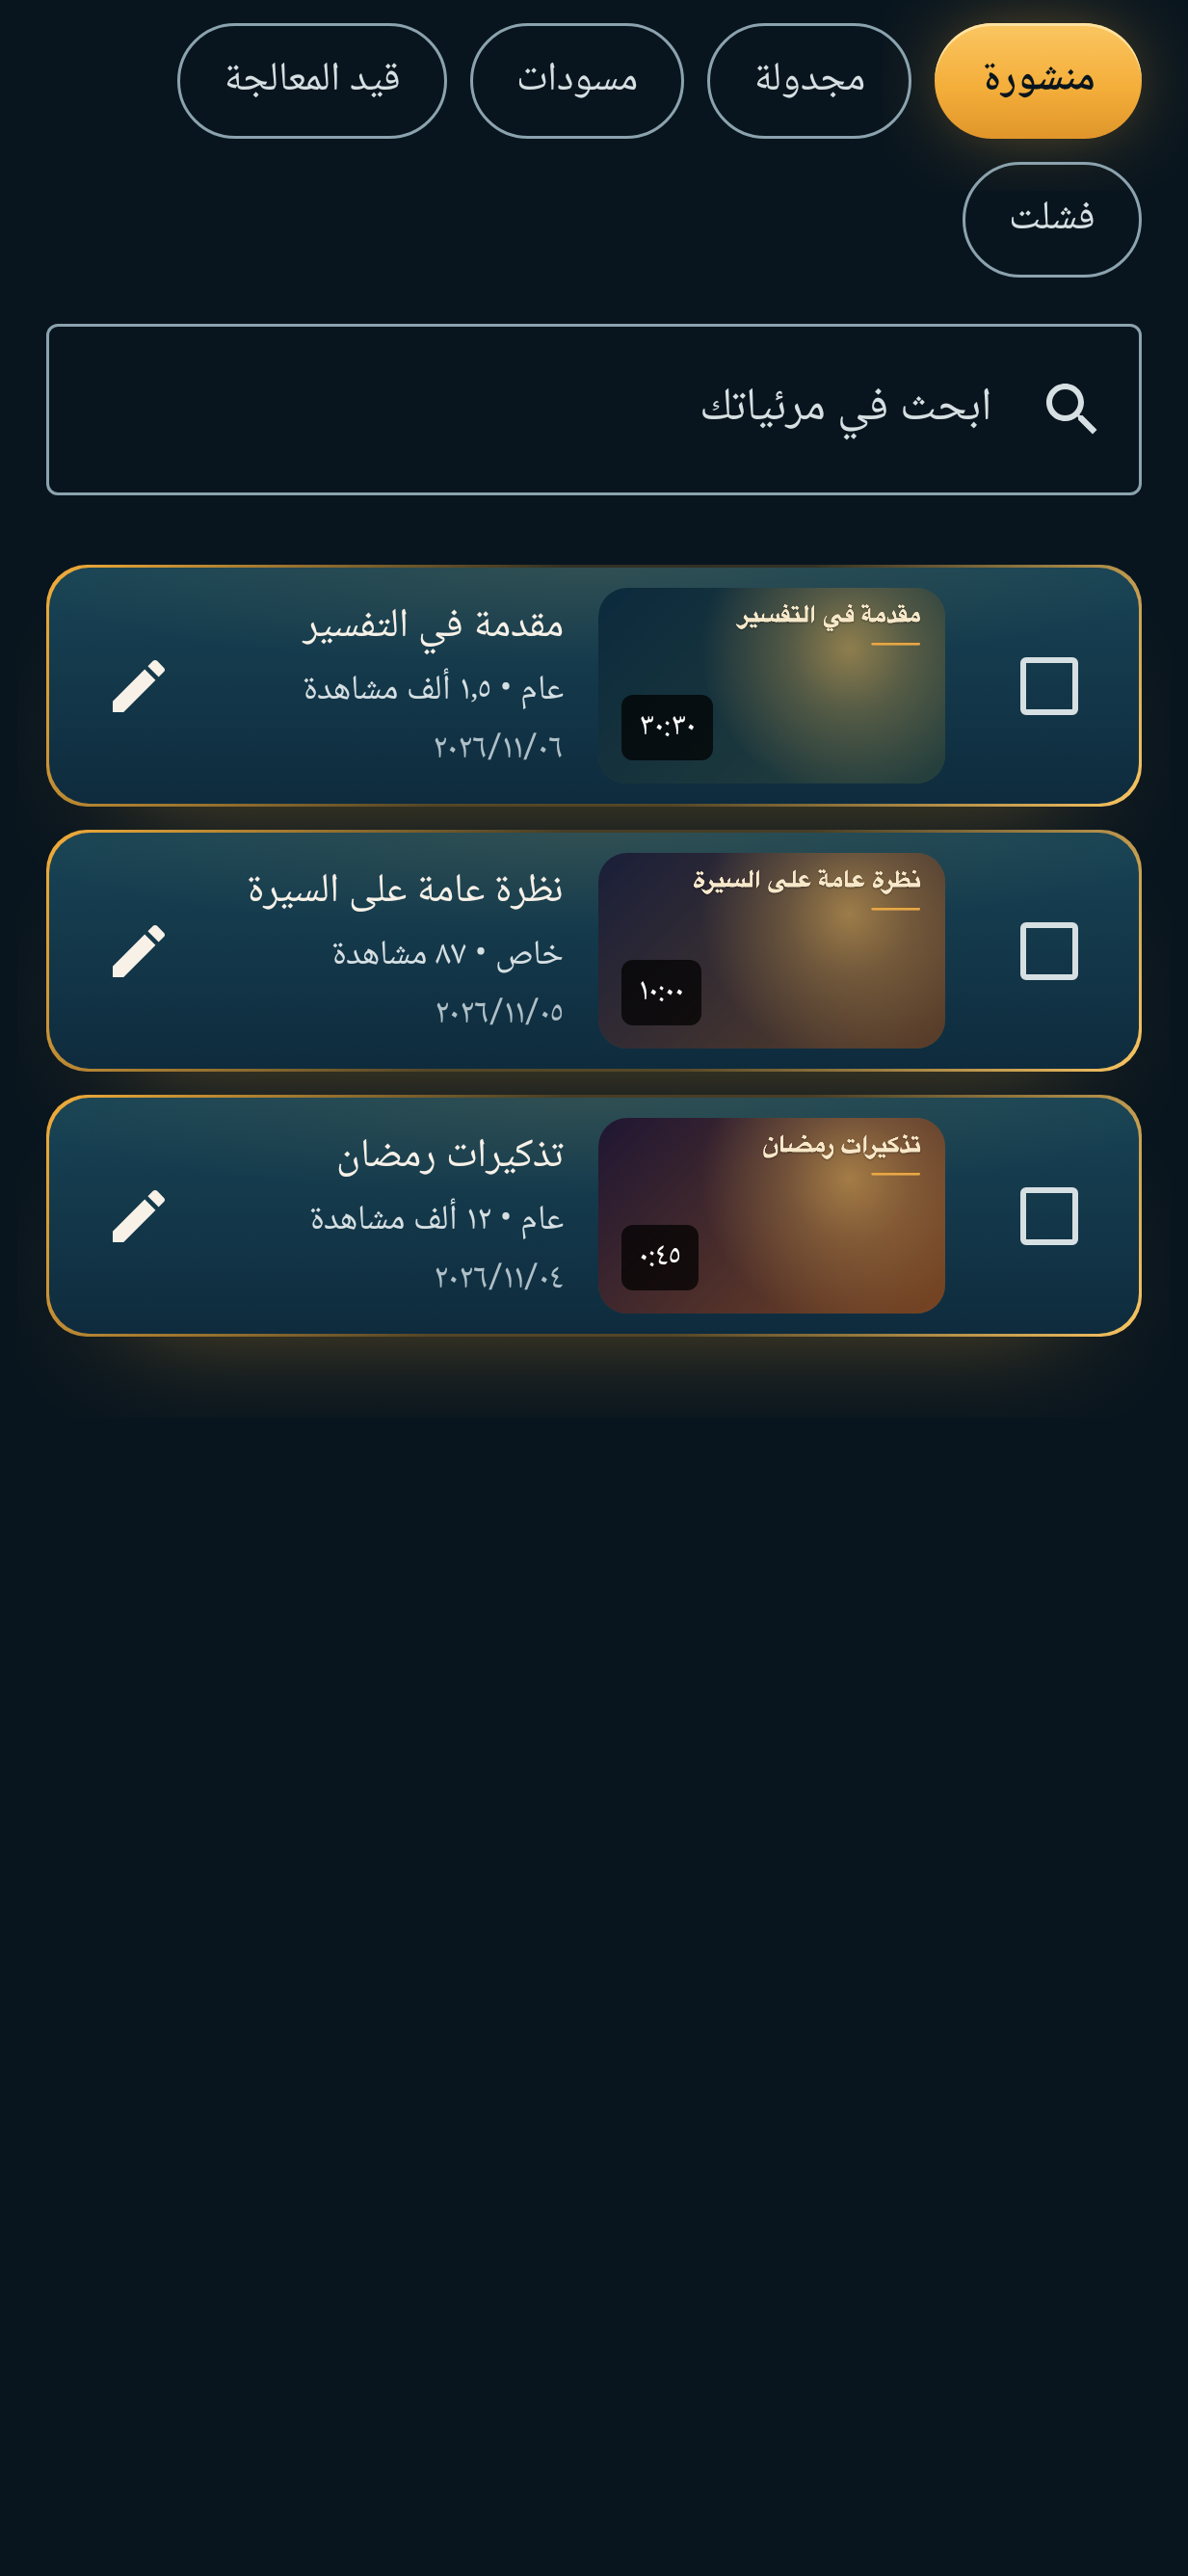 منشورة
مجدولة
مسودات
قيد المعالجة
فشلت
ابحث في مرئياتك
مقدمة في التفسير
٣٠:٣٠
مقدمة في التفسير
عام • ١,٥ ألف مشاهدة
٢٠٢٦/١١/٠٦
نظرة عامة على السيرة
١٠:٠٠
نظرة عامة على السيرة
خاص • ٨٧ مشاهدة
٢٠٢٦/١١/٠٥
تذكيرات رمضان
٠:٤٥
تذكيرات رمضان
عام • ١٢ ألف مشاهدة
٢٠٢٦/١١/٠٤